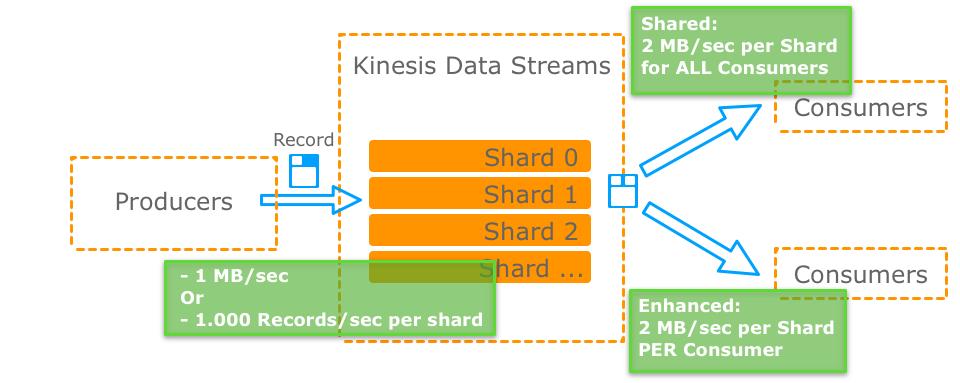 Shared:
2 MB/sec per Shard
for ALL Consumers
Kinesis Data Streams
Consumers
Record
Shard 0
Shard 1
Producers
Shard 2
Shard ...
- 1 MB/sec
Or
- 1.000 Records/sec per shard
Consumers
Enhanced:
2 MB/sec per Shard
PER Consumer